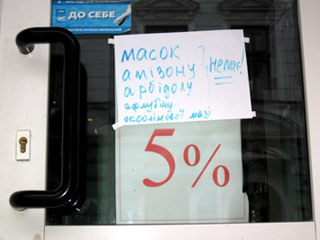 ДО СЕБЕ
масок
амізону
арбідолу
афлубіну
оксолінової мазі
Немає!
5%